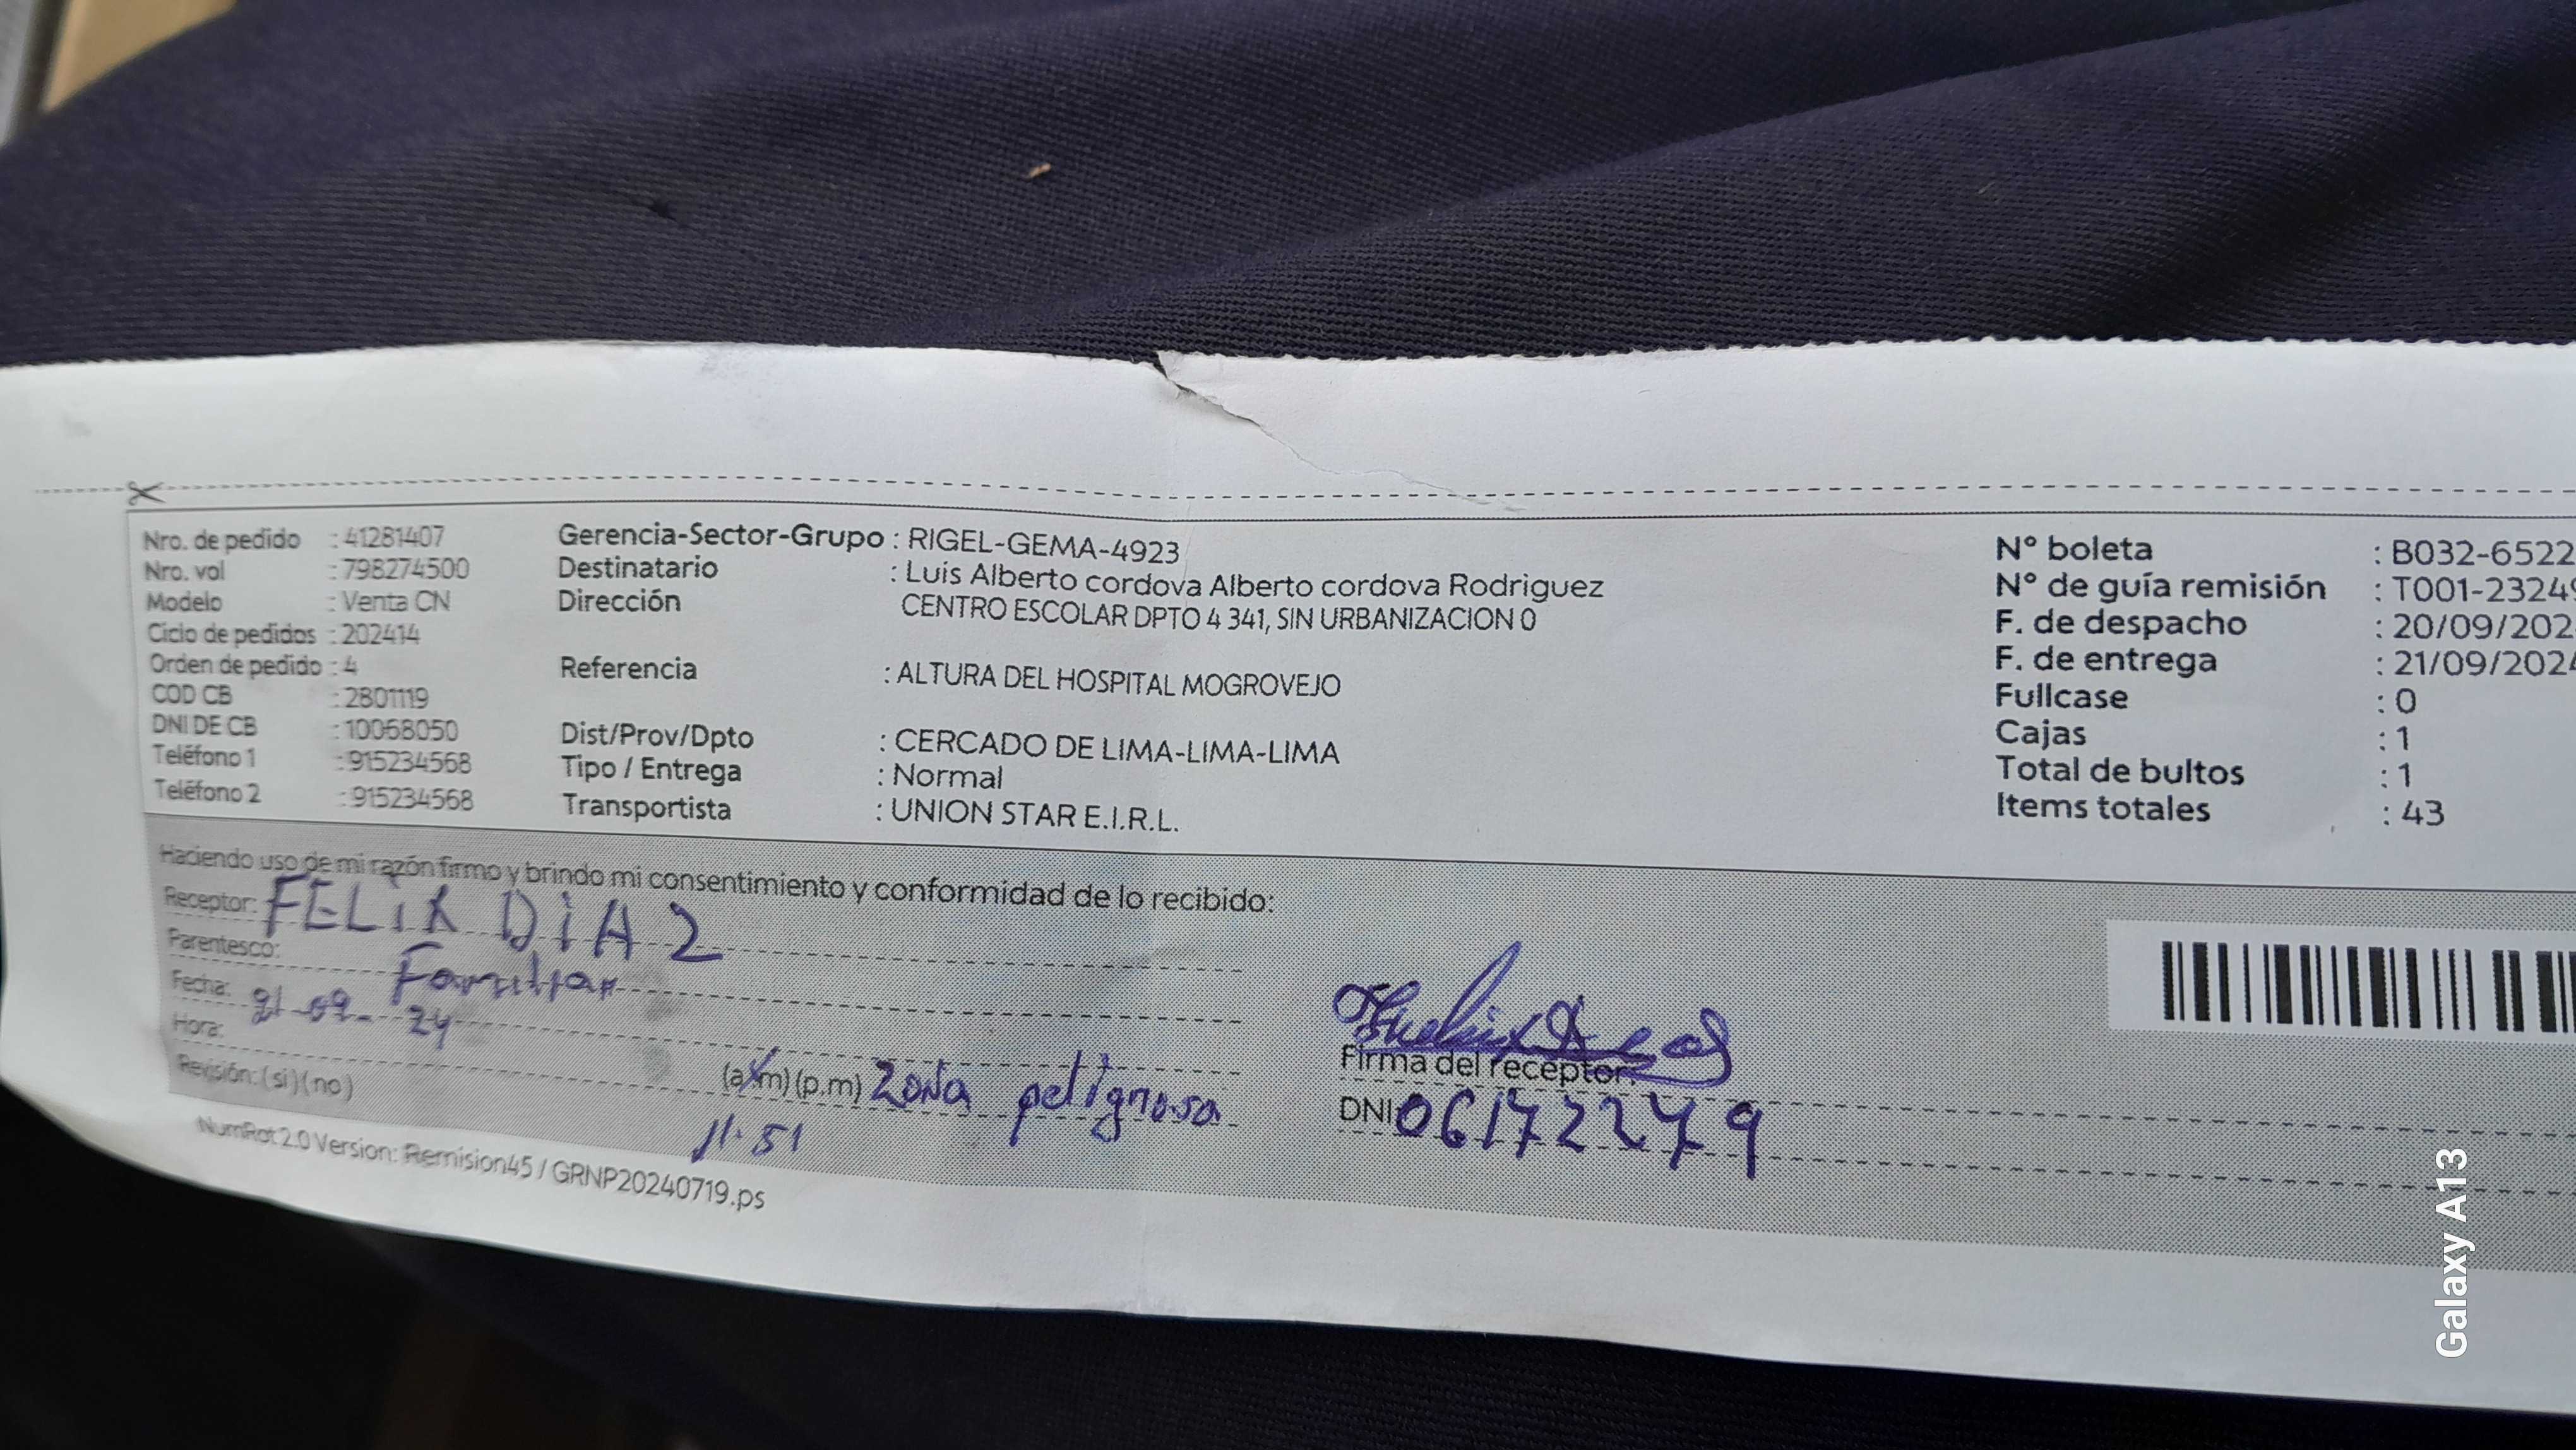 Nro. de pedido : 41281407
Nro. vol : 798274500
Modelo : Venta CN
Ciclo de pedidos : 202414
Orden de pedido : 4
COD CB : 2801119
DNI DE CB : 10068050
Teléfono 1 : 915234568
Teléfono 2 : 915234568
Gerencia-Sector-Grupo : RIGEL-GEMA-4923
Destinatario : Luis Alberto cordova Alberto cordova Rodriguez
Dirección CENTRO ESCOLAR DPTO 4 341, SIN URBANIZACION 0
Referencia : ALTURA DEL HOSPITAL MOGROVEJO
Dist/Prov/Dpto : CERCADO DE LIMA-LIMA-LIMA
Tipo / Entrega : Normal
Transportista : UNION STAR E.I.R.L.
N° boleta : B032-6522
N° de guía remisión : T001-23249
F. de despacho : 20/09/202
F. de entrega : 21/09/2024
Fullcase : 0
Cajas : 1
Total de bultos : 1
Items totales : 43
Haciendo uso de mi razón firmo y brindo mi consentimiento y conformidad de lo recibido:
Receptor: FELIX DIAZ
Parentesco: Familiar
Fecha: 21-09-24
Hora: (a.m) (p.m) Zona peligrosa
11:51
Revisión: (si) (no)
Firma del receptor:
DNI: 06172279
NumRot 2.0 Version: Remision45 / GRNP20240719.ps
Galaxy A13